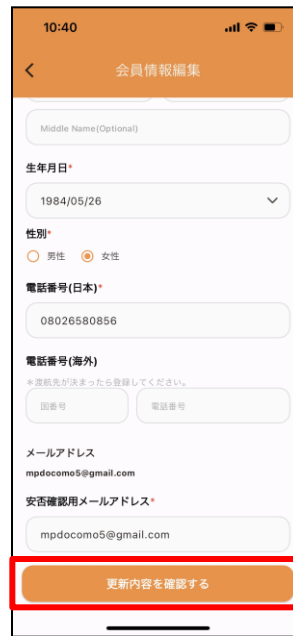 10:40
会員情報編集
Middle Name(Optional)
生年月日*
1984/05/26
性別*
男性 女性
電話番号(日本)*
08026580856
電話番号(海外)
*渡航先が決まったら登録してください。
国番号 電話番号
メールアドレス
mpdocomo5@gmail.com
安否確認用メールアドレス*
mpdocomo5@gmail.com
更新内容を確認する